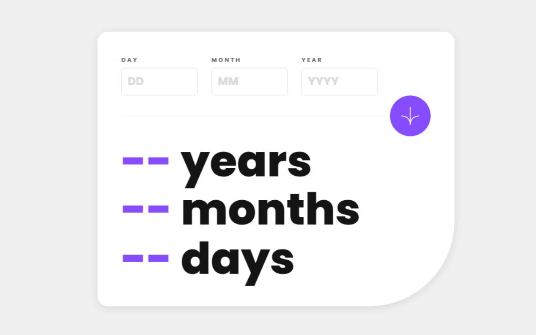 DAY MONTH YEAR
DD MM YYYY
-- years
-- months
-- days